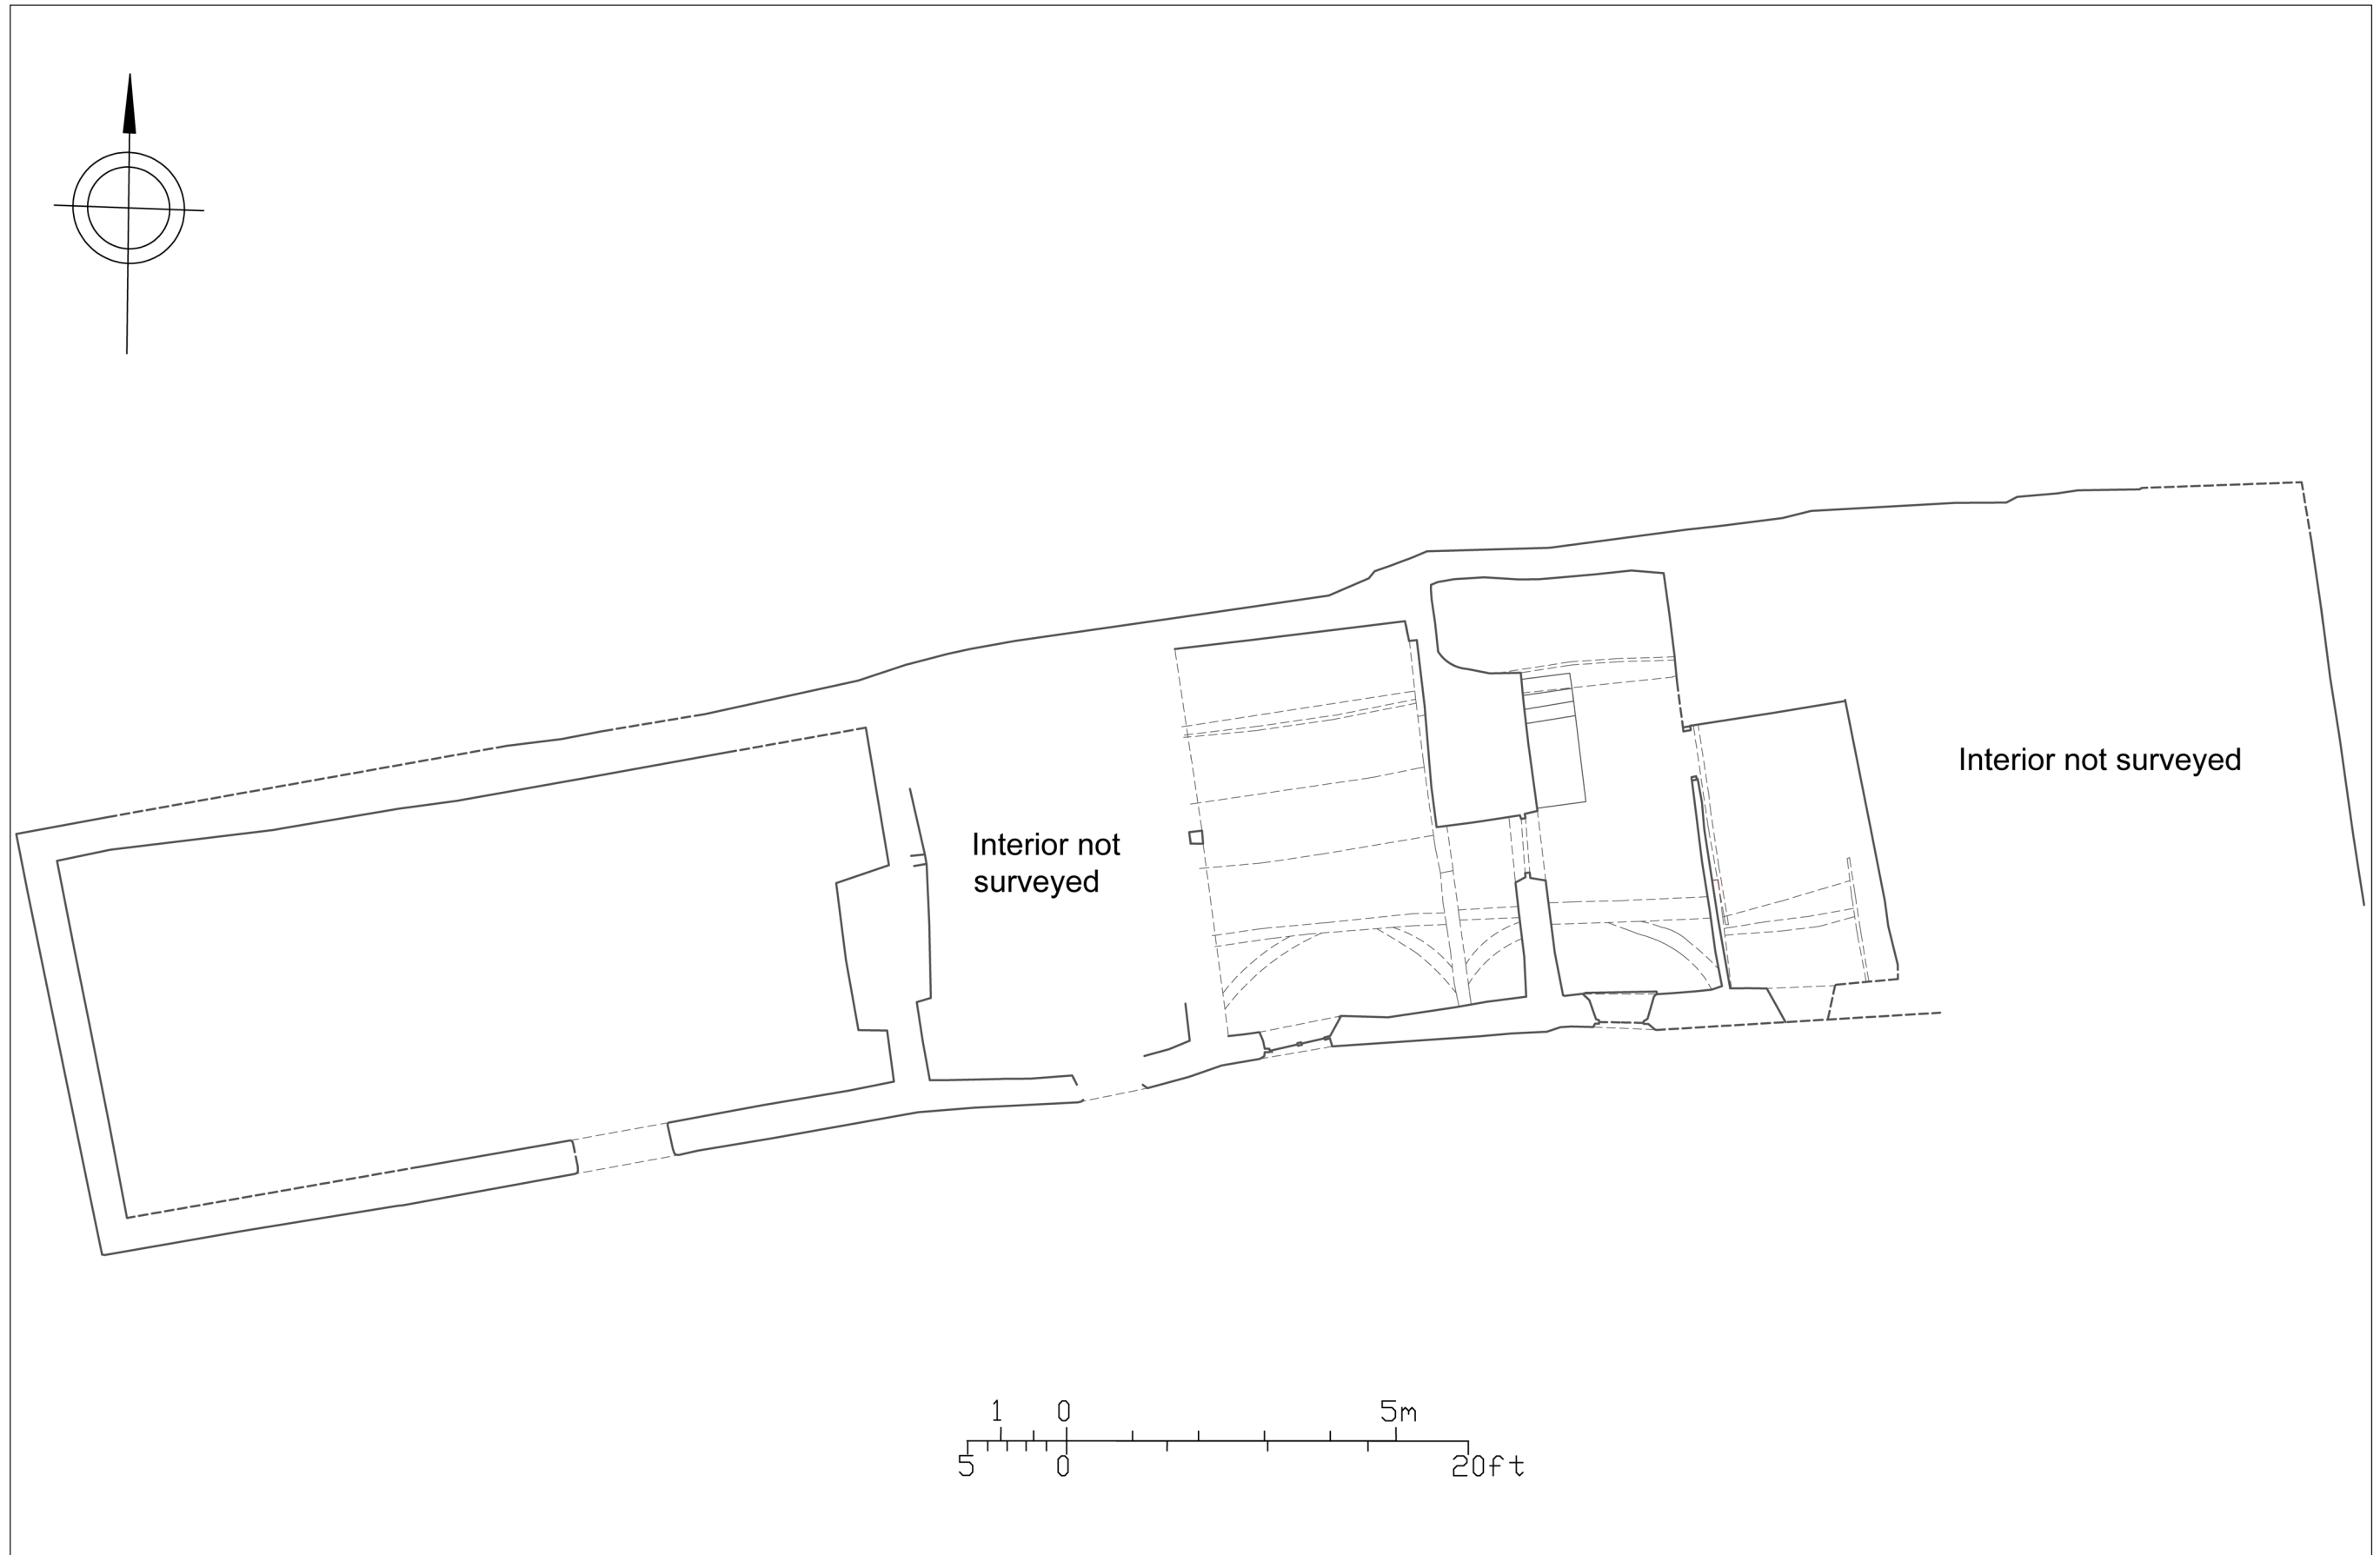 Interior not surveyed
Interior not
surveyed
1 0 5m
5 0 20ft